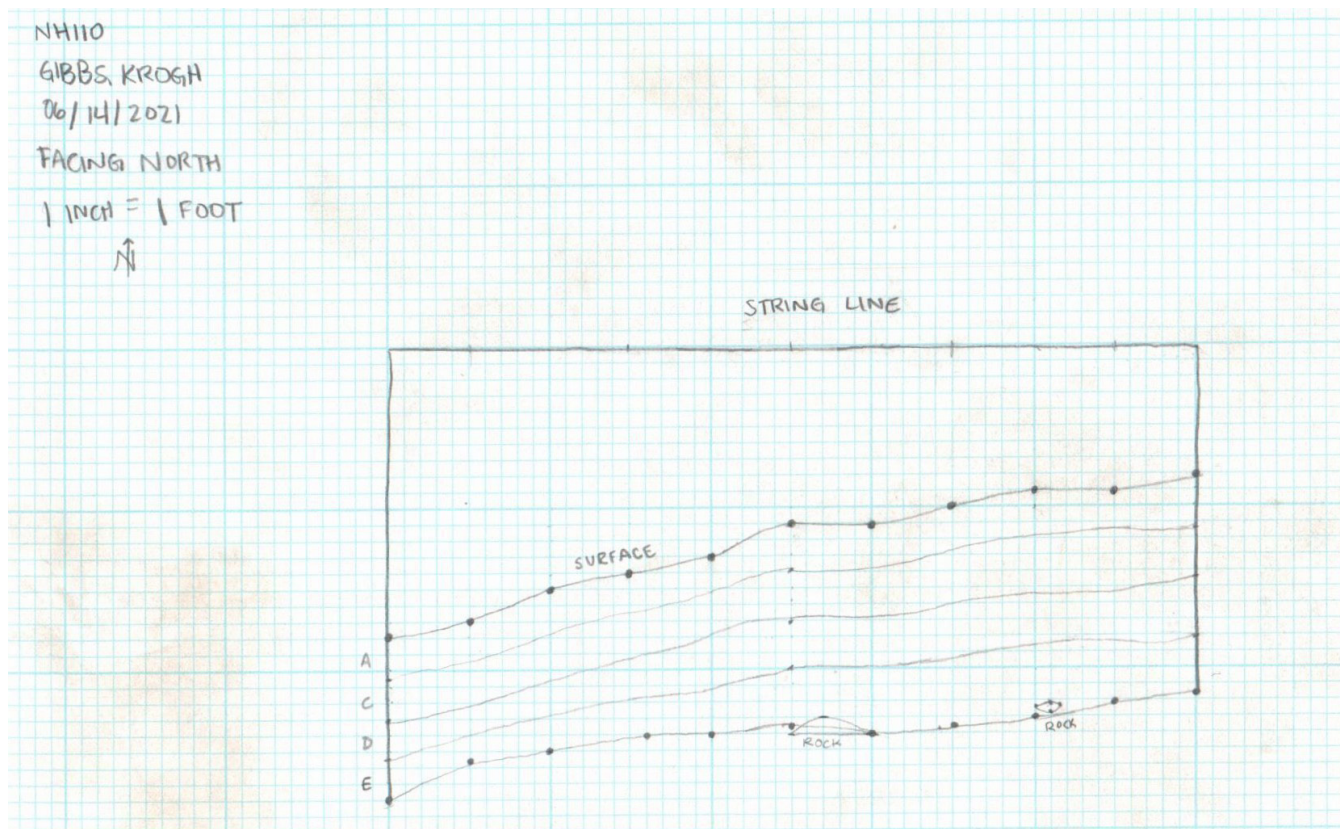 NH110
GIBBS, KROGH
06/14/2021
FACING NORTH
1 INCH = 1 FOOT
N
STRING LINE
SURFACE
A
C
D
E
ROCK
ROCK